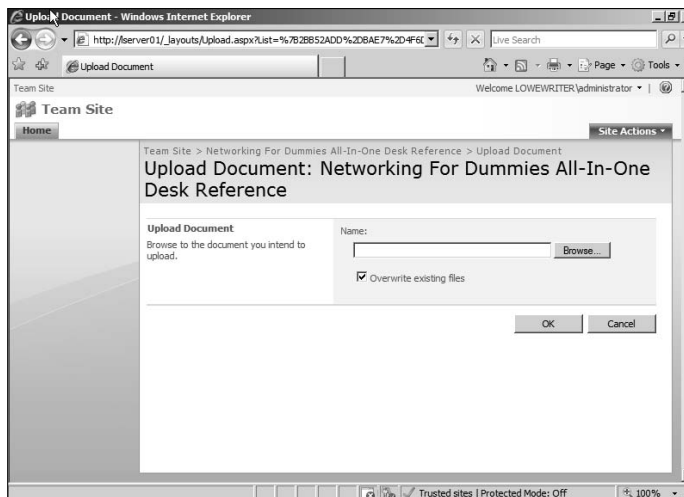 Upload Document - Windows Internet Explorer
http://lserver01/_layouts/Upload.aspx?List=%7B2BB52ADD%2DBAE7%2D4F6
Live Search
Upload Document
Page
Tools
Team Site
Welcome LOWEWRITER\administrator
Team Site
Home
Site Actions
Team Site > Networking For Dummies All-In-One Desk Reference > Upload Document
Upload Document: Networking For Dummies All-In-One
Desk Reference
Upload Document
Browse to the document you intend to
upload.
Name:
Browse...
Overwrite existing files
OK
Cancel
Trusted sites | Protected Mode: Off
100%